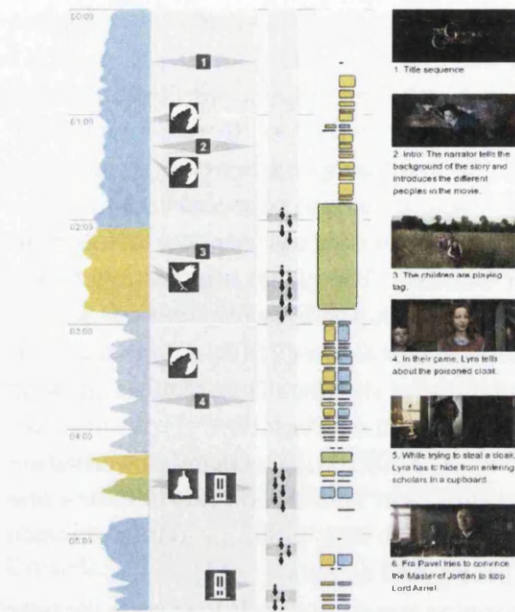 00:00
1
1. Title sequence
01:00
2
2. Intro: The narrator tells the
background of the story and
introduces the different
peoples in the movie.
02:00
3
3. The children are playing
tag.
03:00
4
4. In their game, Lyra tells
about the poisoned cloak.
04:00
5. While trying to steal a cloak,
Lyra has to hide from entering
scholars in a cupboard.
05:00
6. Fra Pavel tries to convince
the Master of Jordan to stop
Lord Asriel.